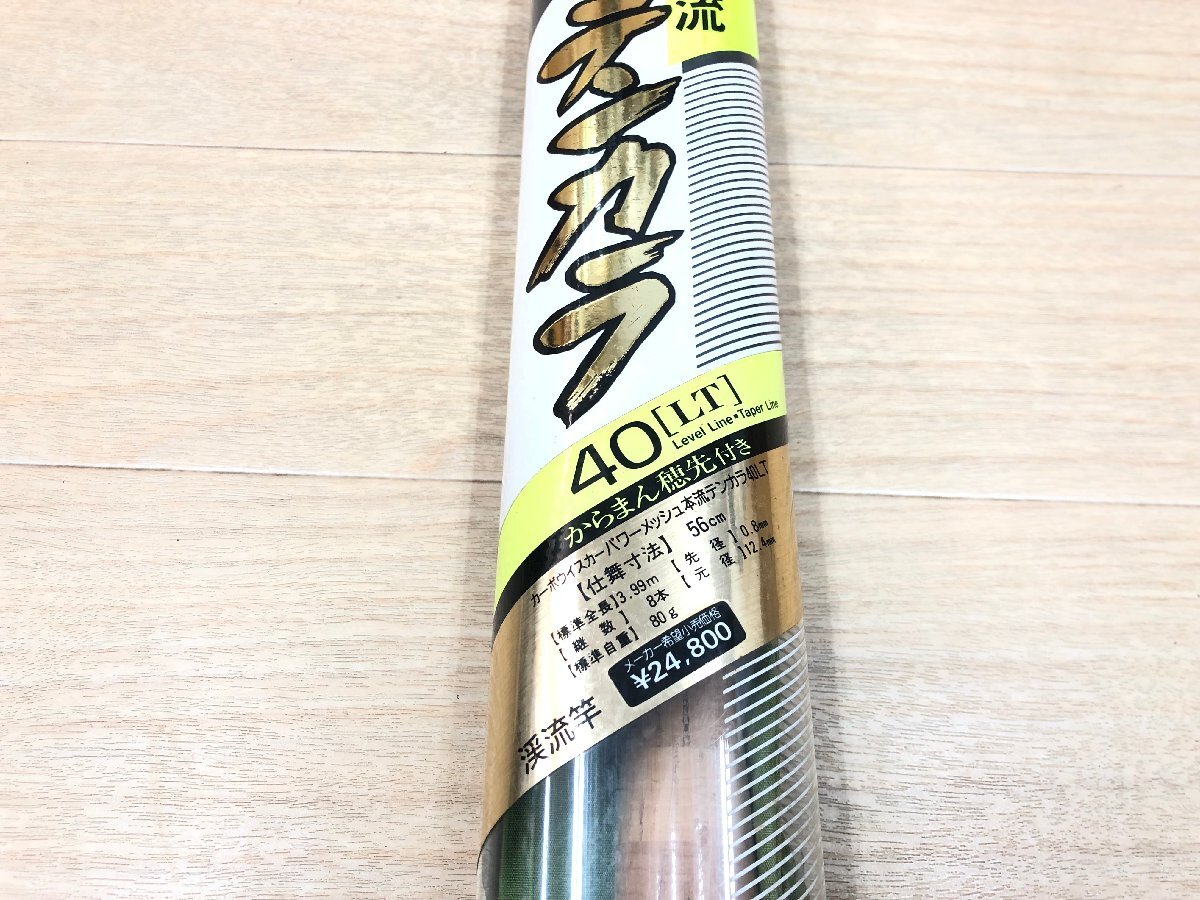 流
テンカラ
40[LT]
Level Line▪Taper Line
からまん穂先付き
カーボウイスカーパワーメッシュ本流テンカラ40LT
【仕舞寸法】 56cm
【標準全長】3.99m 【先径】0.8mm
【継数】 8本 【元径】12.4mm
【標準自重】 80g
メーカー希望小売価格
¥24,800
渓流竿